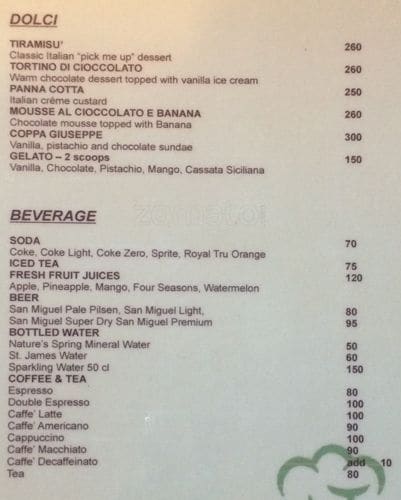 DOLCI
TIRAMISU' 260
Classic Italian "pick me up" dessert
TORTINO DI CIOCCOLATO 260
Warm chocolate dessert topped with vanilla ice cream
PANNA COTTA 250
Italian créme custard
MOUSSE AL CIOCCOLATO E BANANA 260
Chocolate mousse topped with Banana
COPPA GIUSEPPE 300
Vanilla, pistachio and chocolate sundae
GELATO – 2 scoops 150
Vanilla, Chocolate, Pistachio, Mango, Cassata Siciliana
zomato
BEVERAGE
SODA 70
Coke, Coke Light, Coke Zero, Sprite, Royal Tru Orange
ICED TEA 75
FRESH FRUIT JUICES 120
Apple, Pineapple, Mango, Four Seasons, Watermelon
BEER
San Miguel Pale Pilsen, San Miguel Light, 80
San Miguel Super Dry San Miguel Premium 95
BOTTLED WATER
Nature's Spring Mineral Water 50
St. James Water 60
Sparkling Water 50 cl 150
COFFEE & TEA
Espresso 80
Double Espresso 100
Caffe' Latte 100
Caffe' Americano 90
Cappuccino 100
Caffe' Macchiato 90
Caffe' Decaffeinato add 10
Tea 80